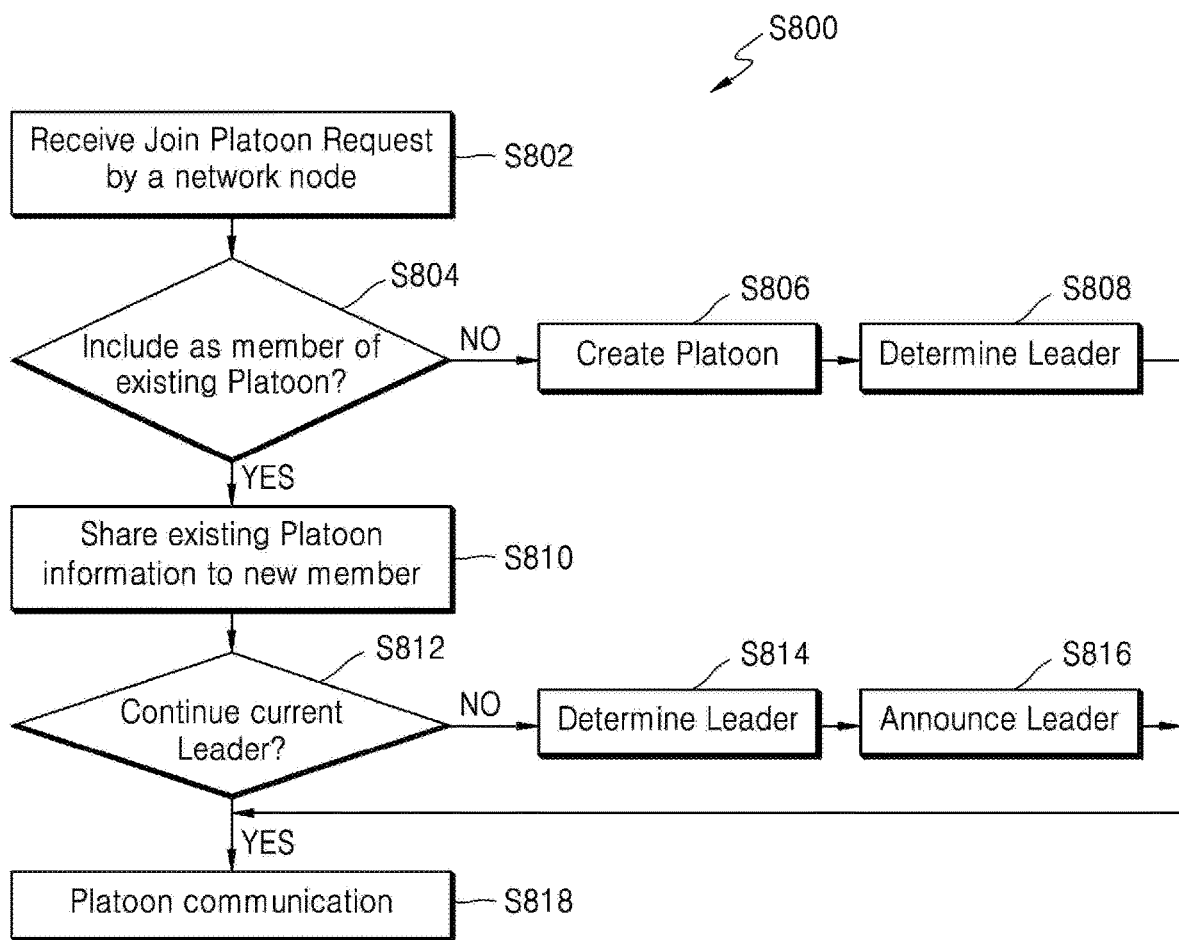 S800
Receive Join Platoon Request
by a network node
S802
S804
Include as member of
existing Platoon?
NO
S806
Create Platoon
S808
Determine Leader
YES
Share existing Platoon
information to new member
S810
S812
Continue current
Leader?
NO
S814
Determine Leader
S816
Announce Leader
YES
Platoon communication
S818